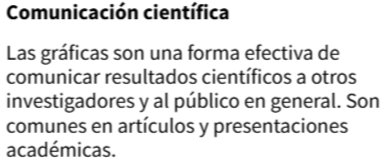 Comunicación científica
Las gráficas son una forma efectiva de
comunicar resultados científicos a otros
investigadores y al público en general. Son
comunes en artículos y presentaciones
académicas.